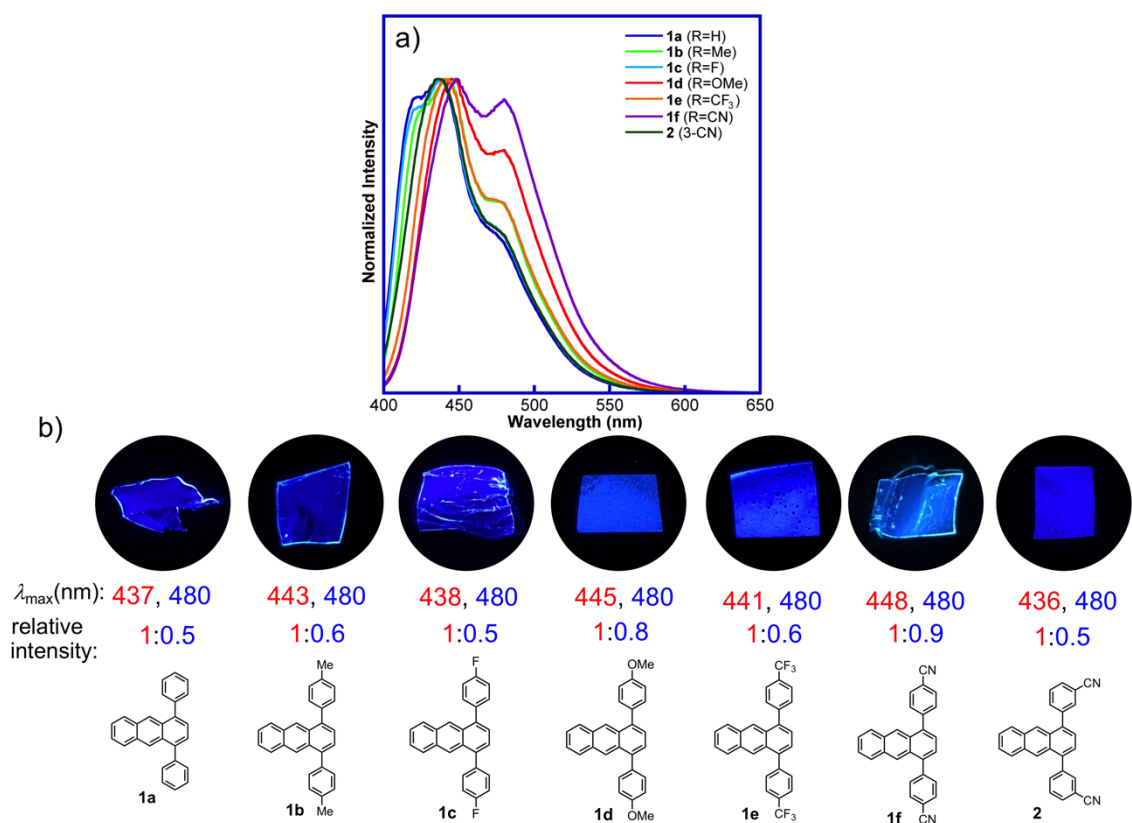 a)
1a (R=H)
1b (R=Me)
1c (R=F)
1d (R=OMe)
1e (R=CF₃)
1f (R=CN)
2 (3-CN)
Normalized Intensity
400 450 500 550 600 650
Wavelength (nm)
b)
λmax(nm): 437, 480 443, 480 438, 480 445, 480 441, 480 448, 480 436, 480
relative intensity: 1:0.5 1:0.6 1:0.5 1:0.8 1:0.6 1:0.9 1:0.5
Me F OMe CF₃ CN CN
Me F OMe CF₃ CN CN
1a 1b 1c 1d 1e 1f 2